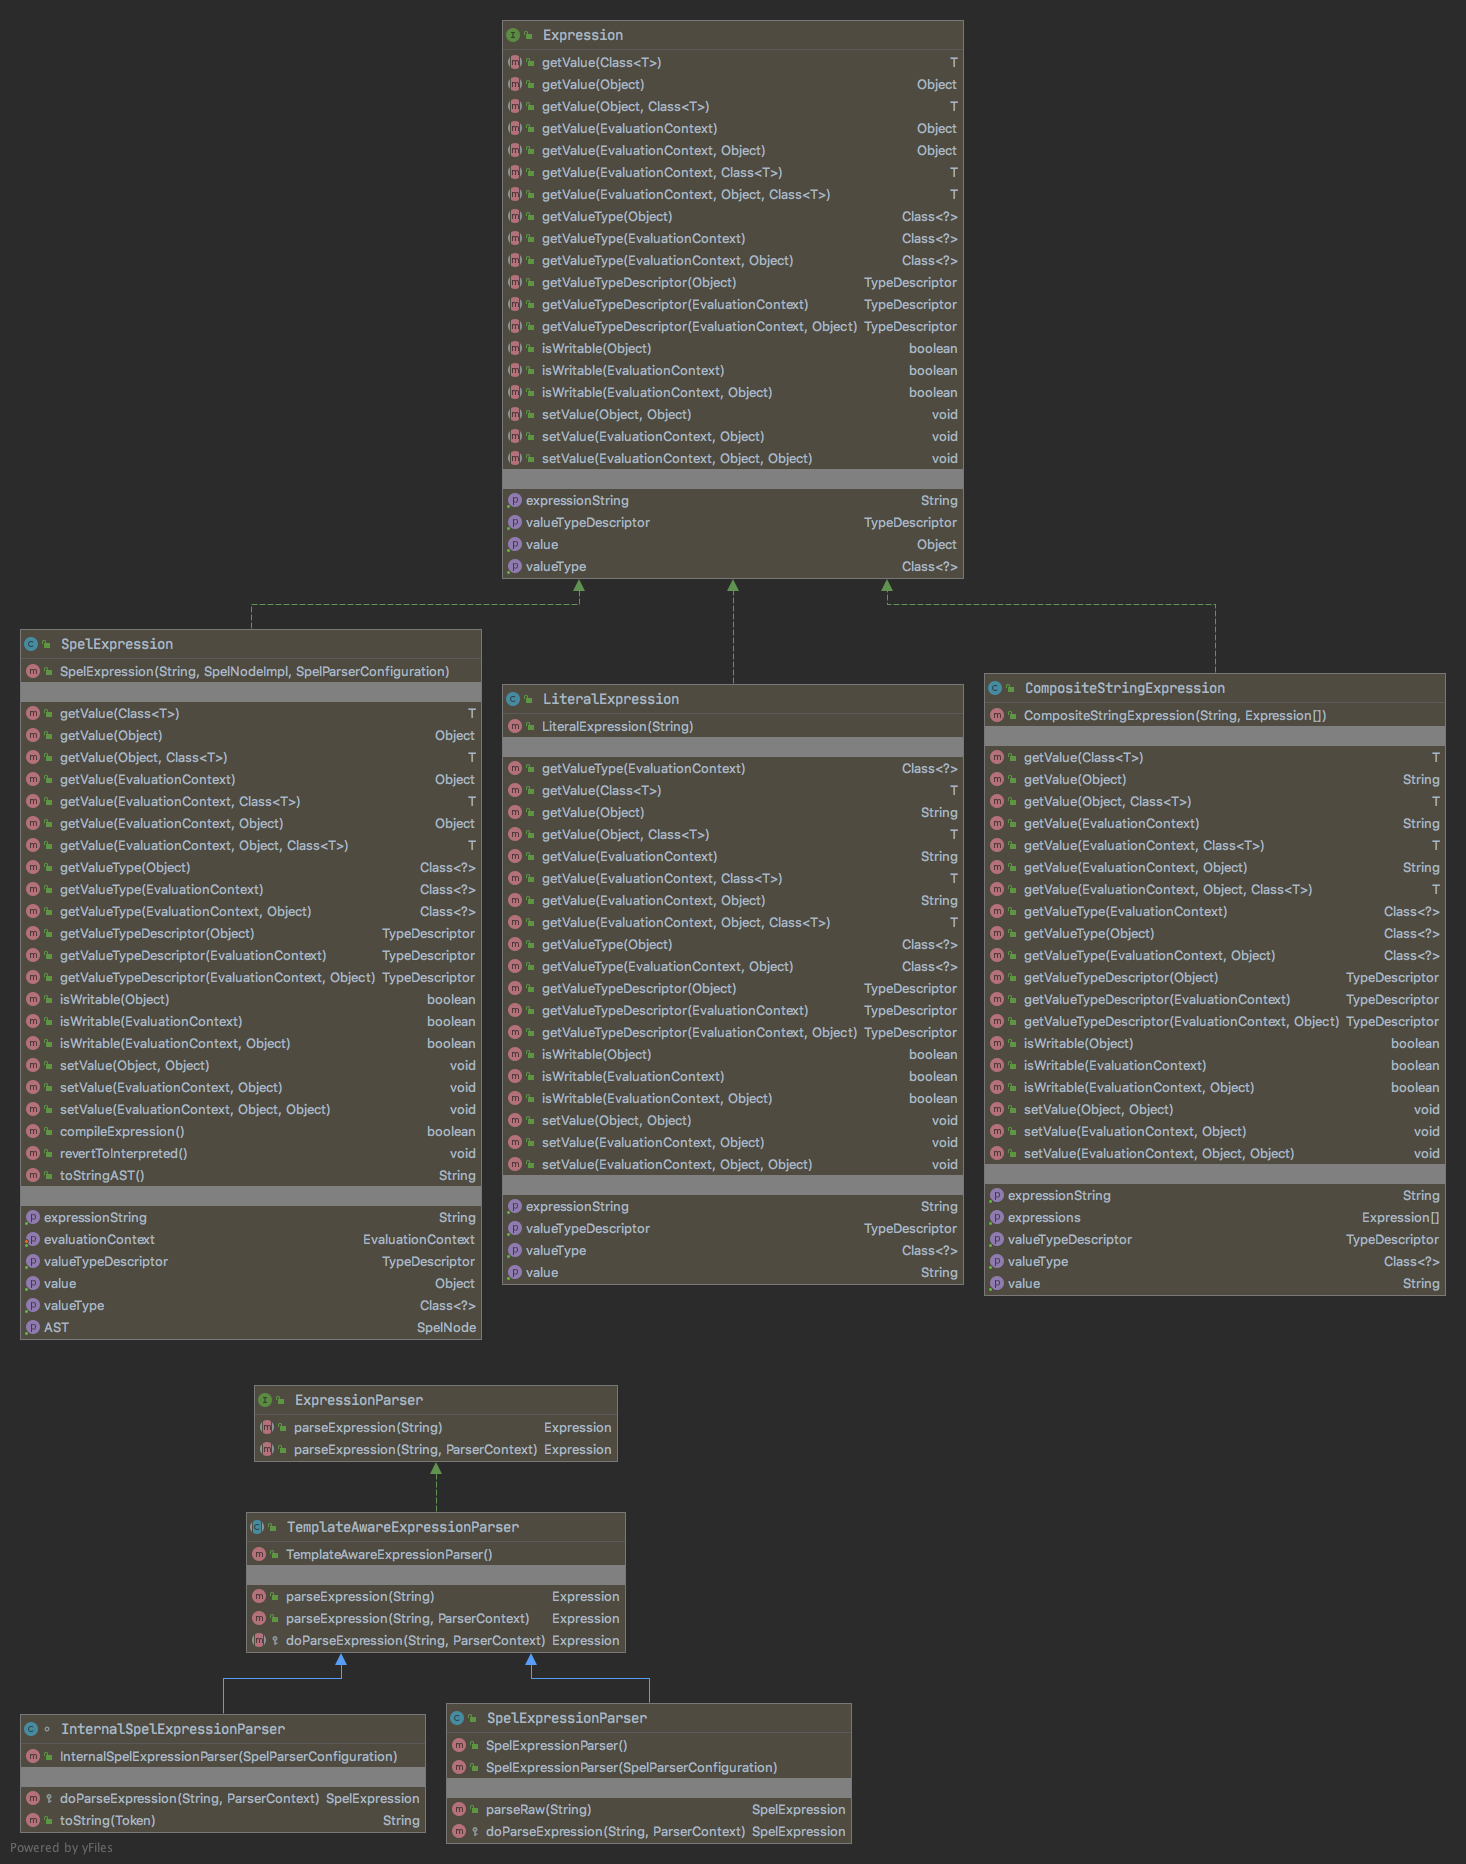 Expression
getValue(Class<T>) T
getValue(Object) Object
getValue(Object, Class<T>) T
getValue(EvaluationContext) Object
getValue(EvaluationContext, Object) Object
getValue(EvaluationContext, Class<T>) T
getValue(EvaluationContext, Object, Class<T>) T
getValueType(Object) Class<?>
getValueType(EvaluationContext) Class<?>
getValueType(EvaluationContext, Object) Class<?>
getValueTypeDescriptor(Object) TypeDescriptor
getValueTypeDescriptor(EvaluationContext) TypeDescriptor
getValueTypeDescriptor(EvaluationContext, Object) TypeDescriptor
isWritable(Object) boolean
isWritable(EvaluationContext) boolean
isWritable(EvaluationContext, Object) boolean
setValue(Object, Object) void
setValue(EvaluationContext, Object) void
setValue(EvaluationContext, Object, Object) void
expressionString String
valueTypeDescriptor TypeDescriptor
value Object
valueType Class<?>
SpelExpression
SpelExpression(String, SpelNodeImpl, SpelParserConfiguration)
getValue(Class<T>) T
getValue(Object) Object
getValue(Object, Class<T>) T
getValue(EvaluationContext) Object
getValue(EvaluationContext, Class<T>) T
getValue(EvaluationContext, Object) Object
getValue(EvaluationContext, Object, Class<T>) T
getValueType(Object) Class<?>
getValueType(EvaluationContext) Class<?>
getValueType(EvaluationContext, Object) Class<?>
getValueTypeDescriptor(Object) TypeDescriptor
getValueTypeDescriptor(EvaluationContext) TypeDescriptor
getValueTypeDescriptor(EvaluationContext, Object) TypeDescriptor
isWritable(Object) boolean
isWritable(EvaluationContext) boolean
isWritable(EvaluationContext, Object) boolean
setValue(Object, Object) void
setValue(EvaluationContext, Object) void
setValue(EvaluationContext, Object, Object) void
compileExpression() boolean
revertToInterpreted() void
toStringAST() String
expressionString String
evaluationContext EvaluationContext
valueTypeDescriptor TypeDescriptor
value Object
valueType Class<?>
AST SpelNode
LiteralExpression
LiteralExpression(String)
getValueType(EvaluationContext) Class<?>
getValue(Class<T>) T
getValue(Object) String
getValue(Object, Class<T>) T
getValue(EvaluationContext) String
getValue(EvaluationContext, Class<T>) T
getValue(EvaluationContext, Object) String
getValue(EvaluationContext, Object, Class<T>) T
getValueType(Object) Class<?>
getValueType(EvaluationContext, Object) Class<?>
getValueTypeDescriptor(Object) TypeDescriptor
getValueTypeDescriptor(EvaluationContext) TypeDescriptor
getValueTypeDescriptor(EvaluationContext, Object) TypeDescriptor
isWritable(Object) boolean
isWritable(EvaluationContext) boolean
isWritable(EvaluationContext, Object) boolean
setValue(Object, Object) void
setValue(EvaluationContext, Object) void
setValue(EvaluationContext, Object, Object) void
expressionString String
valueTypeDescriptor TypeDescriptor
valueType Class<?>
value String
CompositeStringExpression
CompositeStringExpression(String, Expression[])
getValue(Class<T>) T
getValue(Object) String
getValue(Object, Class<T>) T
getValue(EvaluationContext) String
getValue(EvaluationContext, Class<T>) T
getValue(EvaluationContext, Object) String
getValue(EvaluationContext, Object, Class<T>) T
getValueType(EvaluationContext) Class<?>
getValueType(Object) Class<?>
getValueType(EvaluationContext, Object) Class<?>
getValueTypeDescriptor(Object) TypeDescriptor
getValueTypeDescriptor(EvaluationContext) TypeDescriptor
getValueTypeDescriptor(EvaluationContext, Object) TypeDescriptor
isWritable(Object) boolean
isWritable(EvaluationContext) boolean
isWritable(EvaluationContext, Object) boolean
setValue(Object, Object) void
setValue(EvaluationContext, Object) void
setValue(EvaluationContext, Object, Object) void
expressionString String
expressions Expression[]
valueTypeDescriptor TypeDescriptor
valueType Class<?>
value String
ExpressionParser
parseExpression(String) Expression
parseExpression(String, ParserContext) Expression
TemplateAwareExpressionParser
TemplateAwareExpressionParser()
parseExpression(String) Expression
parseExpression(String, ParserContext) Expression
doParseExpression(String, ParserContext) Expression
InternalSpelExpressionParser
InternalSpelExpressionParser(SpelParserConfiguration)
doParseExpression(String, ParserContext) SpelExpression
toString(Token) String
SpelExpressionParser
SpelExpressionParser()
SpelExpressionParser(SpelParserConfiguration)
parseRaw(String) SpelExpression
doParseExpression(String, ParserContext) SpelExpression
Powered by yFiles